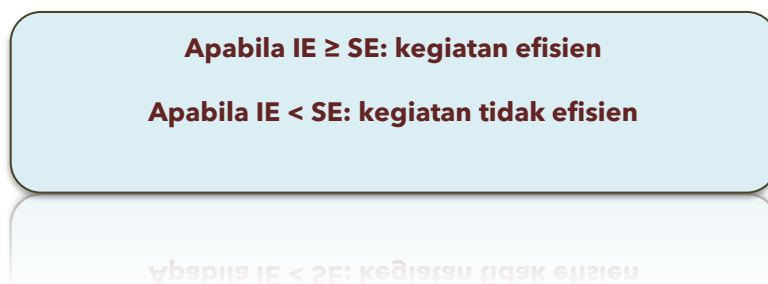 Apabila IE ≥ SE: kegiatan efisien
Apabila IE < SE: kegiatan tidak efisien